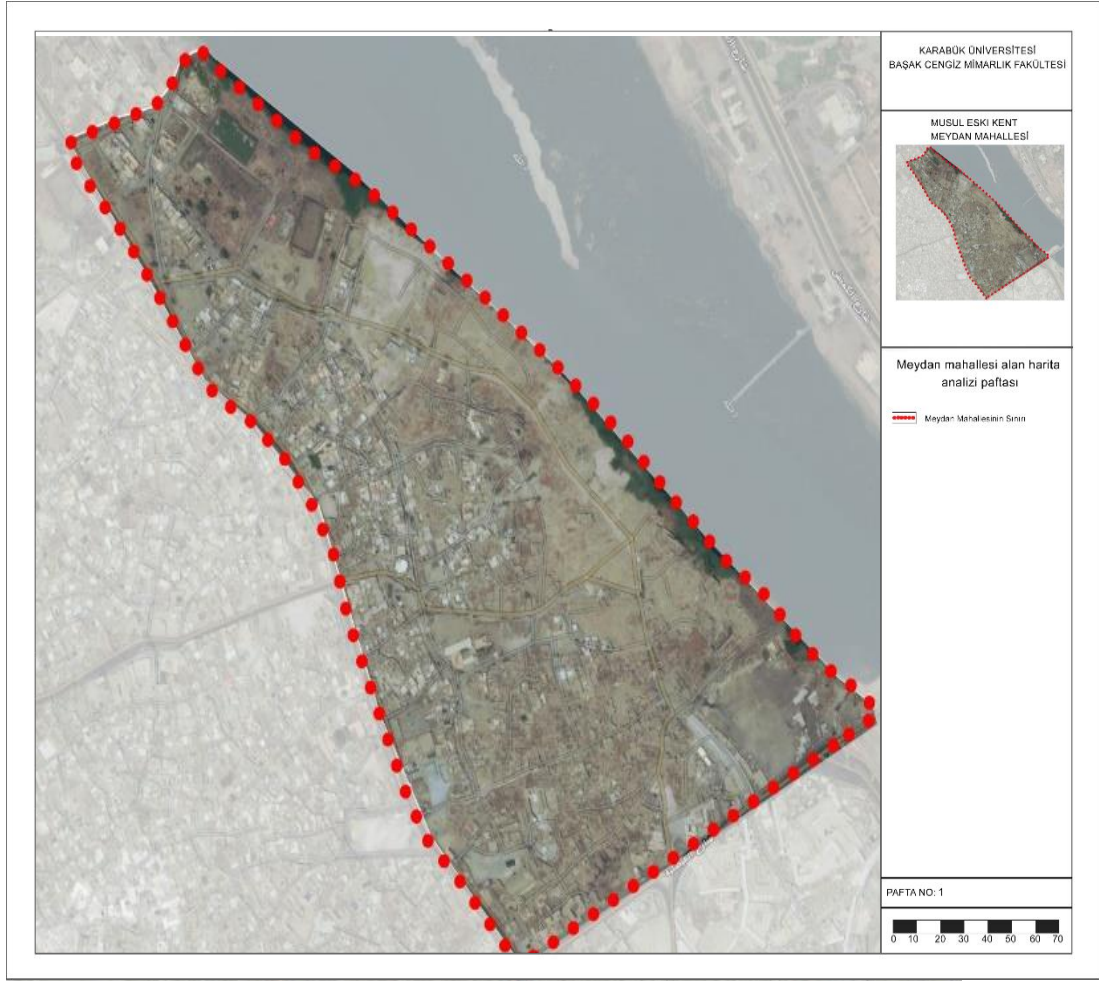 KARABÜK ÜNİVERSİTESİ
BAŞAK CENGİZ MİMARLIK FAKÜLTESİ
MUSUL ESKI KENT
MEYDAN MAHALLESİ
Meydan mahallesi alan harita
analizi paftası
Meydan Mahallesinin Sınırı
PAFTA NO: 1
0 10 20 30 40 50 60 70